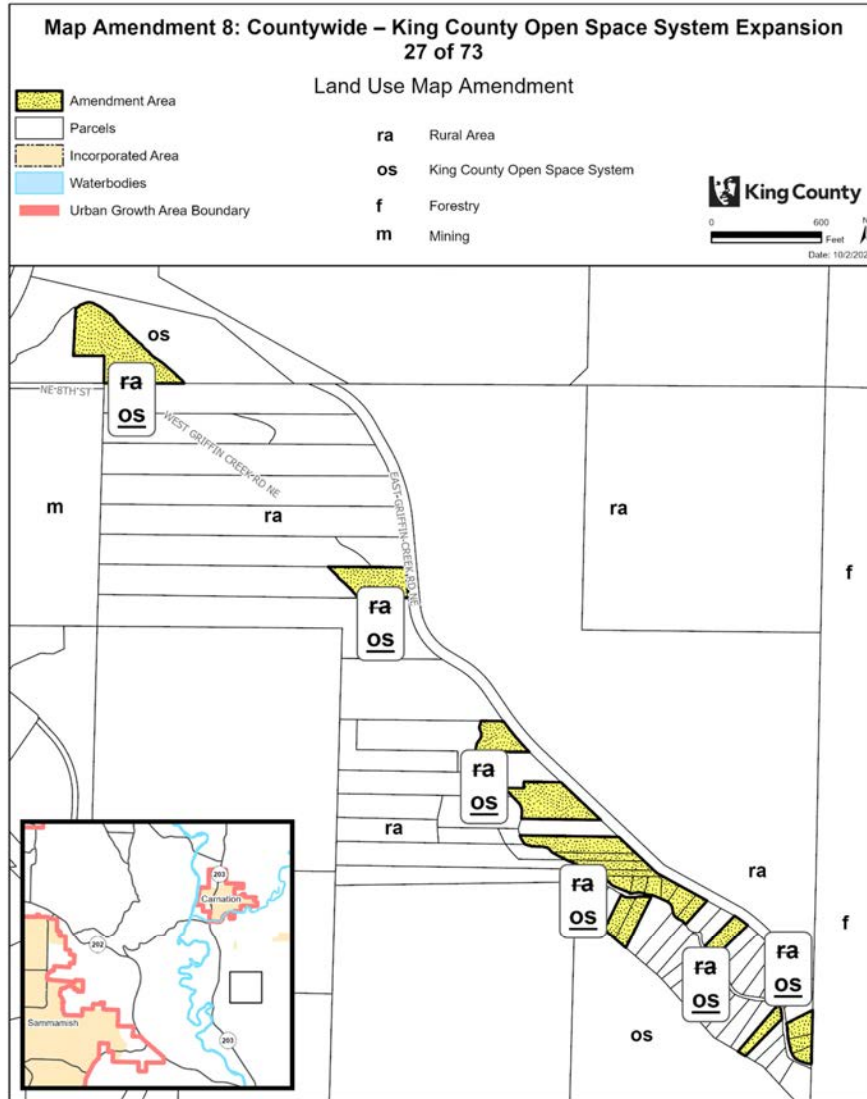 Map Amendment 8: Countywide – King County Open Space System Expansion
27 of 73
Land Use Map Amendment
Amendment Area
Parcels
Incorporated Area
Waterbodies
Urban Growth Area Boundary
ra Rural Area
os King County Open Space System
f Forestry
m Mining
King County
0 600
Feet
N
Date: 10/2/202
os
ra
os
NE 8TH ST
WEST GRIFFIN CREEK RD NE
EAST GRIFFIN CREEK RD NE
m
ra
ra
f
ra
os
ra
os
ra
ra
ra
os
f
ra
os
ra
os
os
203
Carnation
202
Sammamish
203